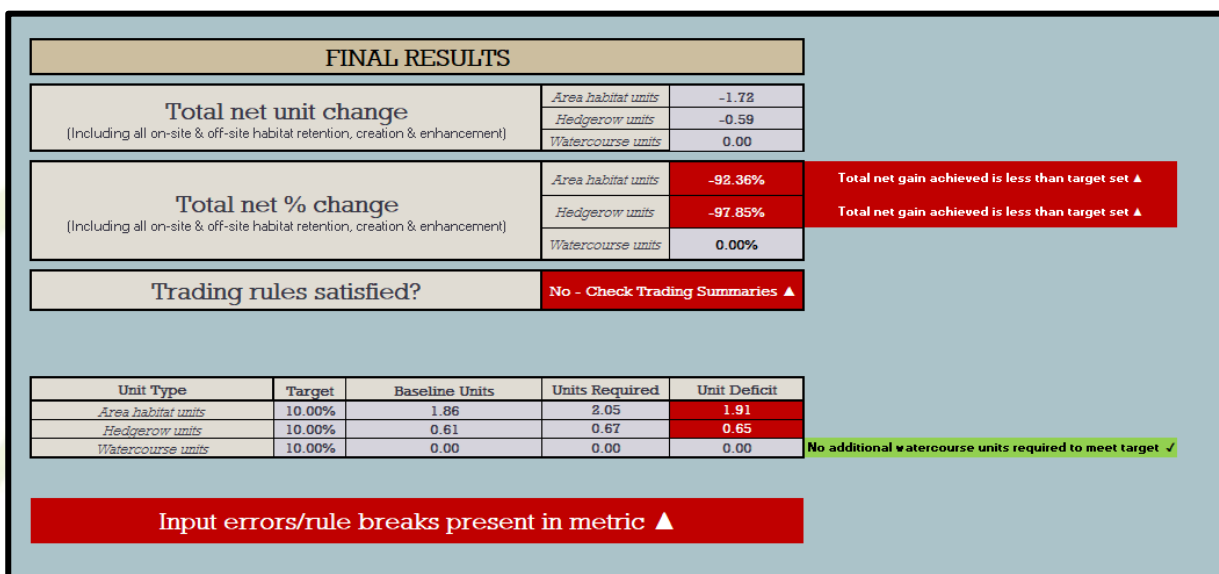 FINAL RESULTS
Total net unit change
(Including all on-site & off-site habitat retention, creation & enhancement)
Area habitat units -1.72
Hedgerow units -0.59
Watercourse units 0.00
Total net % change
(Including all on-site & off-site habitat retention, creation & enhancement)
Area habitat units -92.36% Total net gain achieved is less than target set ▲
Hedgerow units -97.85% Total net gain achieved is less than target set ▲
Watercourse units 0.00%
Trading rules satisfied? No - Check Trading Summaries ▲
Unit Type Target Baseline Units Units Required Unit Deficit
Area habitat units 10.00% 1.86 2.05 1.91
Hedgerow units 10.00% 0.61 0.67 0.65
Watercourse units 10.00% 0.00 0.00 0.00 No additional watercourse units required to meet target ✓
Input errors/rule breaks present in metric ▲